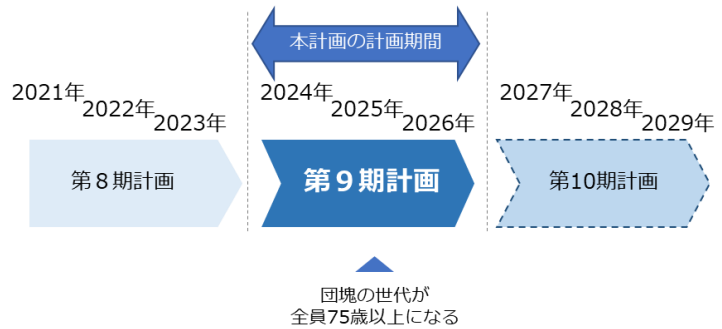 本計画の計画期間
2021年
2022年
2023年
2024年
2025年
2026年
2027年
2028年
2029年
第８期計画
第９期計画
第10期計画
団塊の世代が
全員75歳以上になる